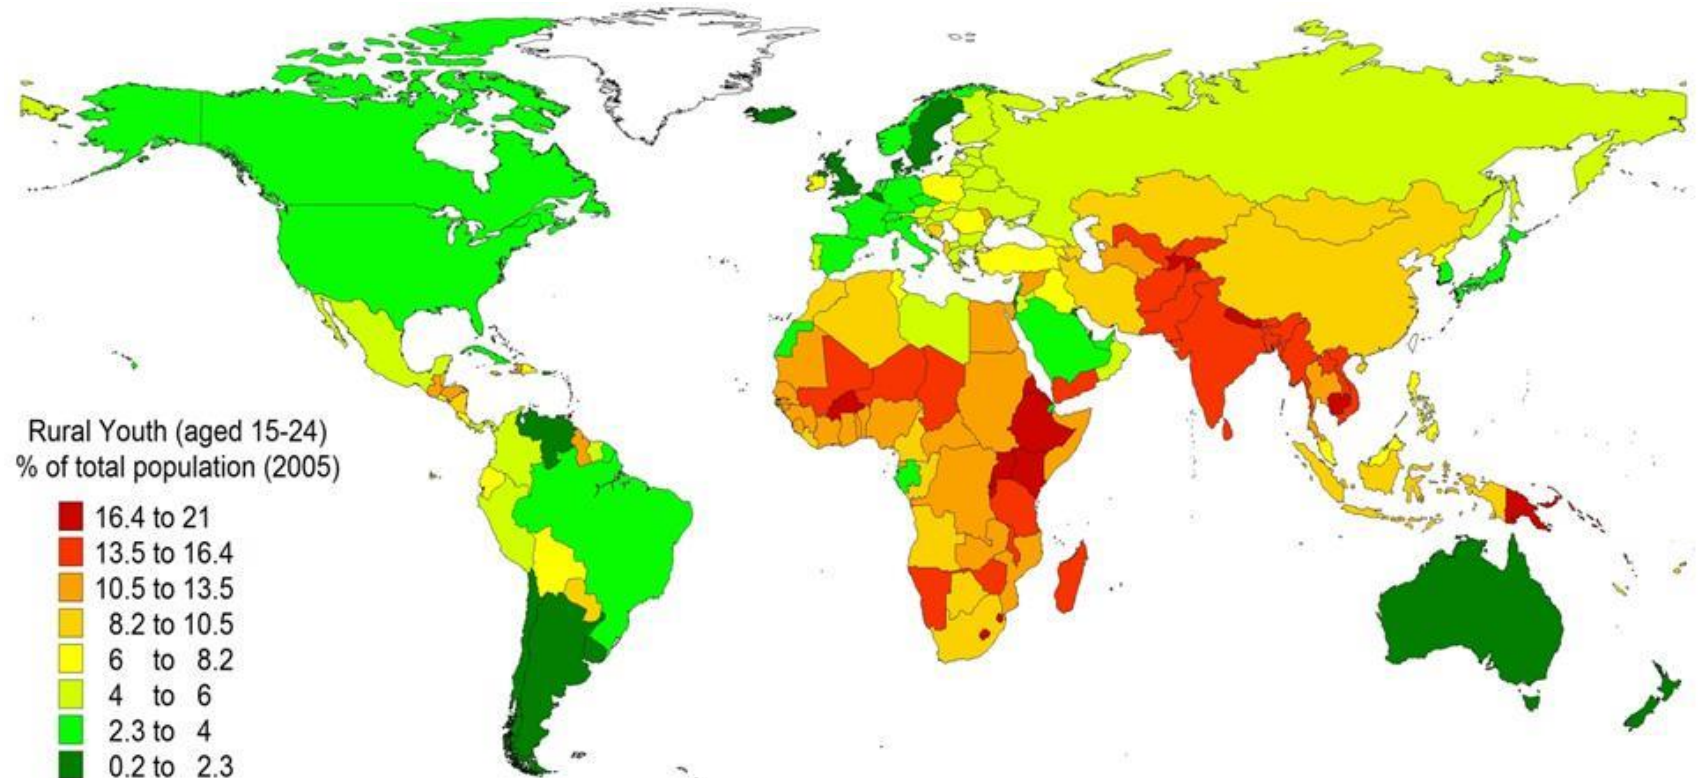 Rural Youth (aged 15-24)
% of total population (2005)
16.4 to 21
13.5 to 16.4
10.5 to 13.5
8.2 to 10.5
6 to 8.2
4 to 6
2.3 to 4
0.2 to 2.3